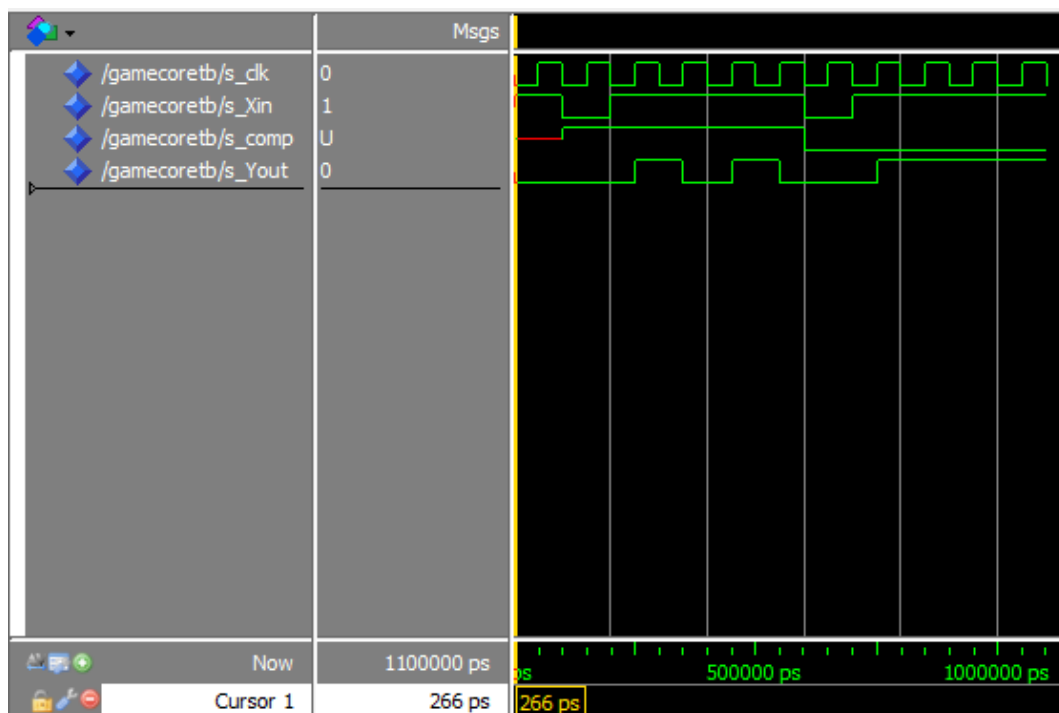 Msgs
/gamecoretb/s_clk 0
/gamecoretb/s_Xin 1
/gamecoretb/s_comp U
/gamecoretb/s_Yout 0
Now 1100000 ps ps 500000 ps 1000000 ps
Cursor 1 266 ps 266 ps